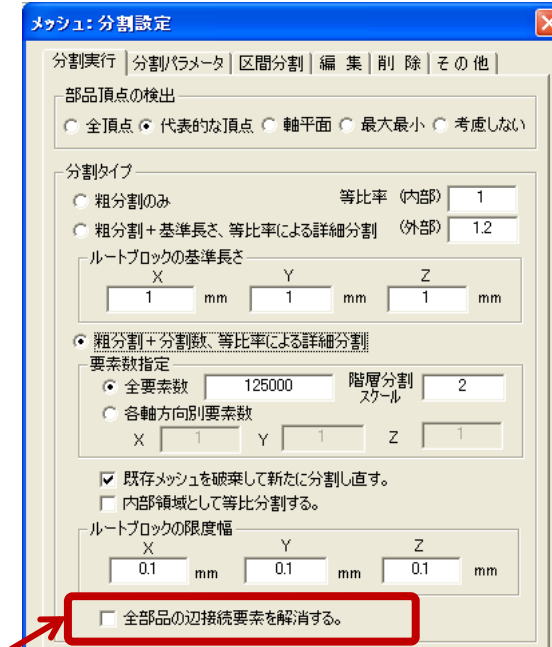 メッシュ：分割設定
分割実行 分割パラメータ 区間分割 編 集 削 除 そ の 他
部品頂点の検出
全頂点 代表的な頂点 軸平面 最大最小 考慮しない
分割タイプ
粗分割のみ 等比率 (内部) 1
粗分割＋基準長さ、等比率による詳細分割 (外部) 1.2
ルートブロックの基準長さ
X Y Z
1 mm 1 mm 1 mm
粗分割＋分割数、等比率による詳細分割
要素数指定
全要素数 125000 階層分割スケール 2
各軸方向別要素数
X 1 Y 1 Z 1
既存メッシュを破棄して新たに分割し直す。
内部領域として等比分割する。
ルートブロックの限度幅
X Y Z
0.1 mm 0.1 mm 0.1 mm
全部品の辺接続要素を解消する。